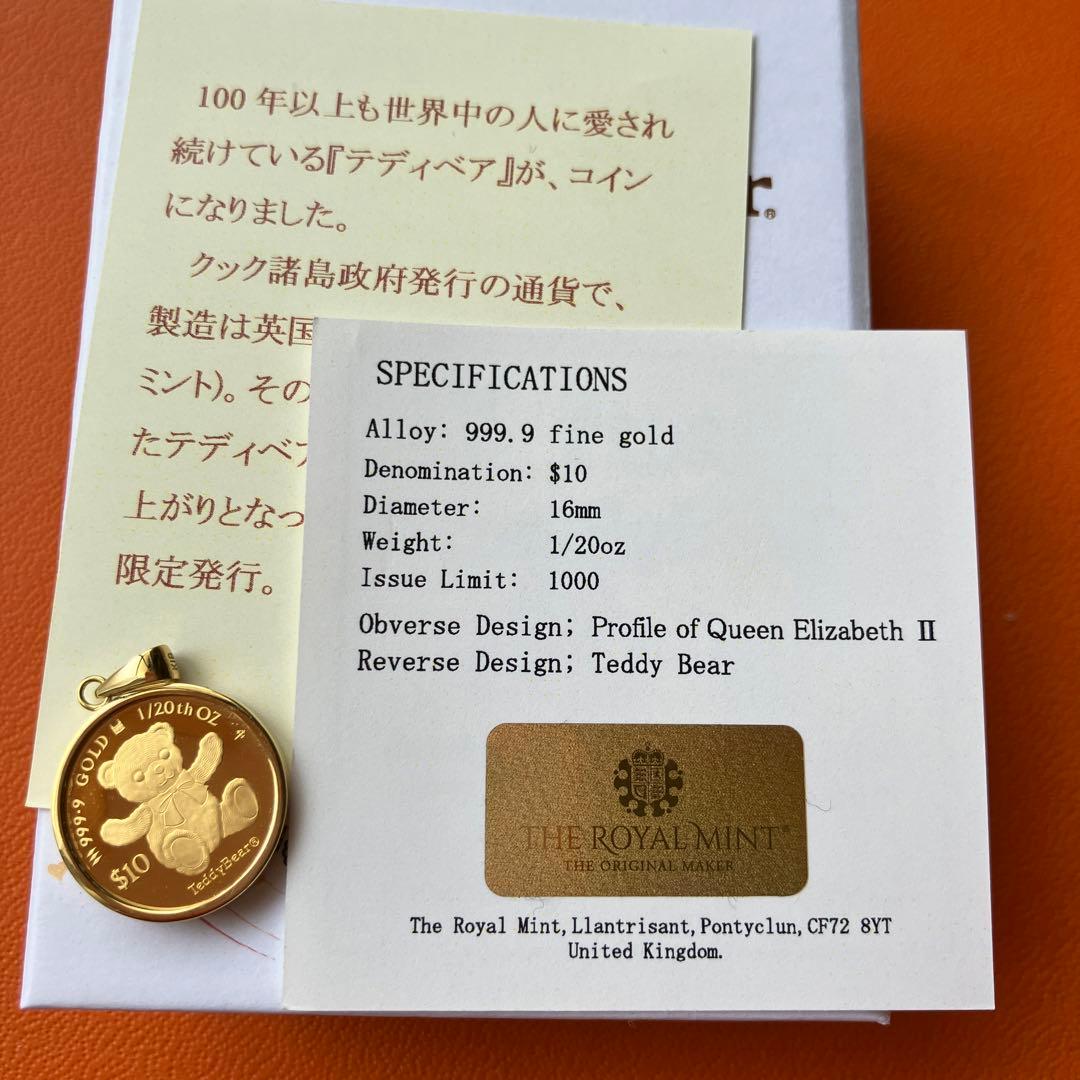 100年以上も世界中の人に愛され
続けている『テディベア』が、コイン
になりました。
クック諸島政府発行の通貨で、
製造は英国
ミント)。その
たテディベア
上がりとなっ
限定発行。
r.®
SPECIFICATIONS
Alloy: 999.9 fine gold
Denomination: $10
Diameter: 16mm
Weight: 1/20oz
Issue Limit: 1000
Obverse Design; Profile of Queen Elizabeth II
Reverse Design; Teddy Bear
THE ROYAL MINT®
THE ORIGINAL MAKER
The Royal Mint, Llantrisant, Pontyclun, CF72 8YT
United Kingdom.
999.9 GOLD 1/20th OZ
$10
TeddyBear®